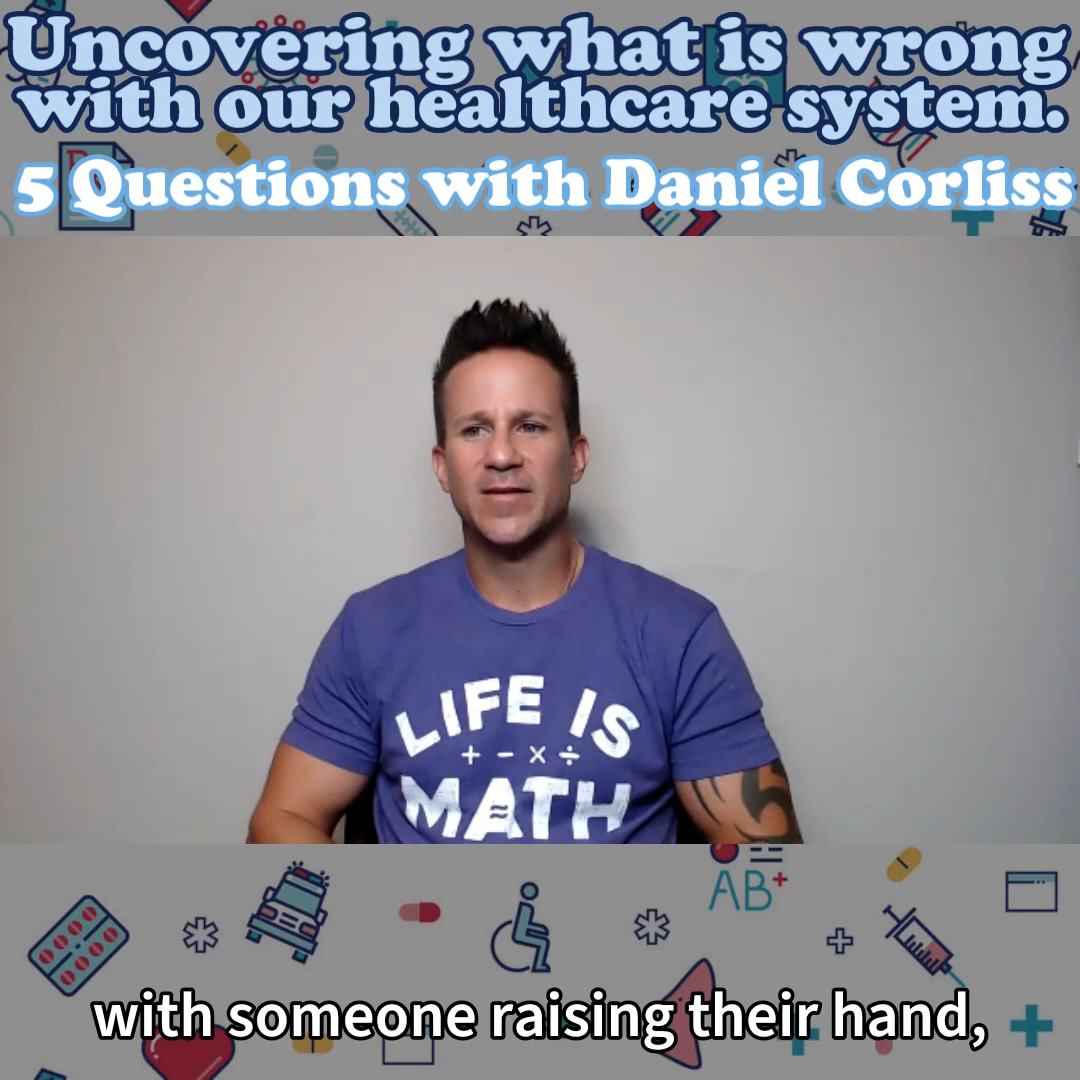 Uncovering what is wrong
with our healthcare system.
5 Questions with Daniel Corliss
LIFE IS
+ - × ÷
MATH
AB+
with someone raising their hand,